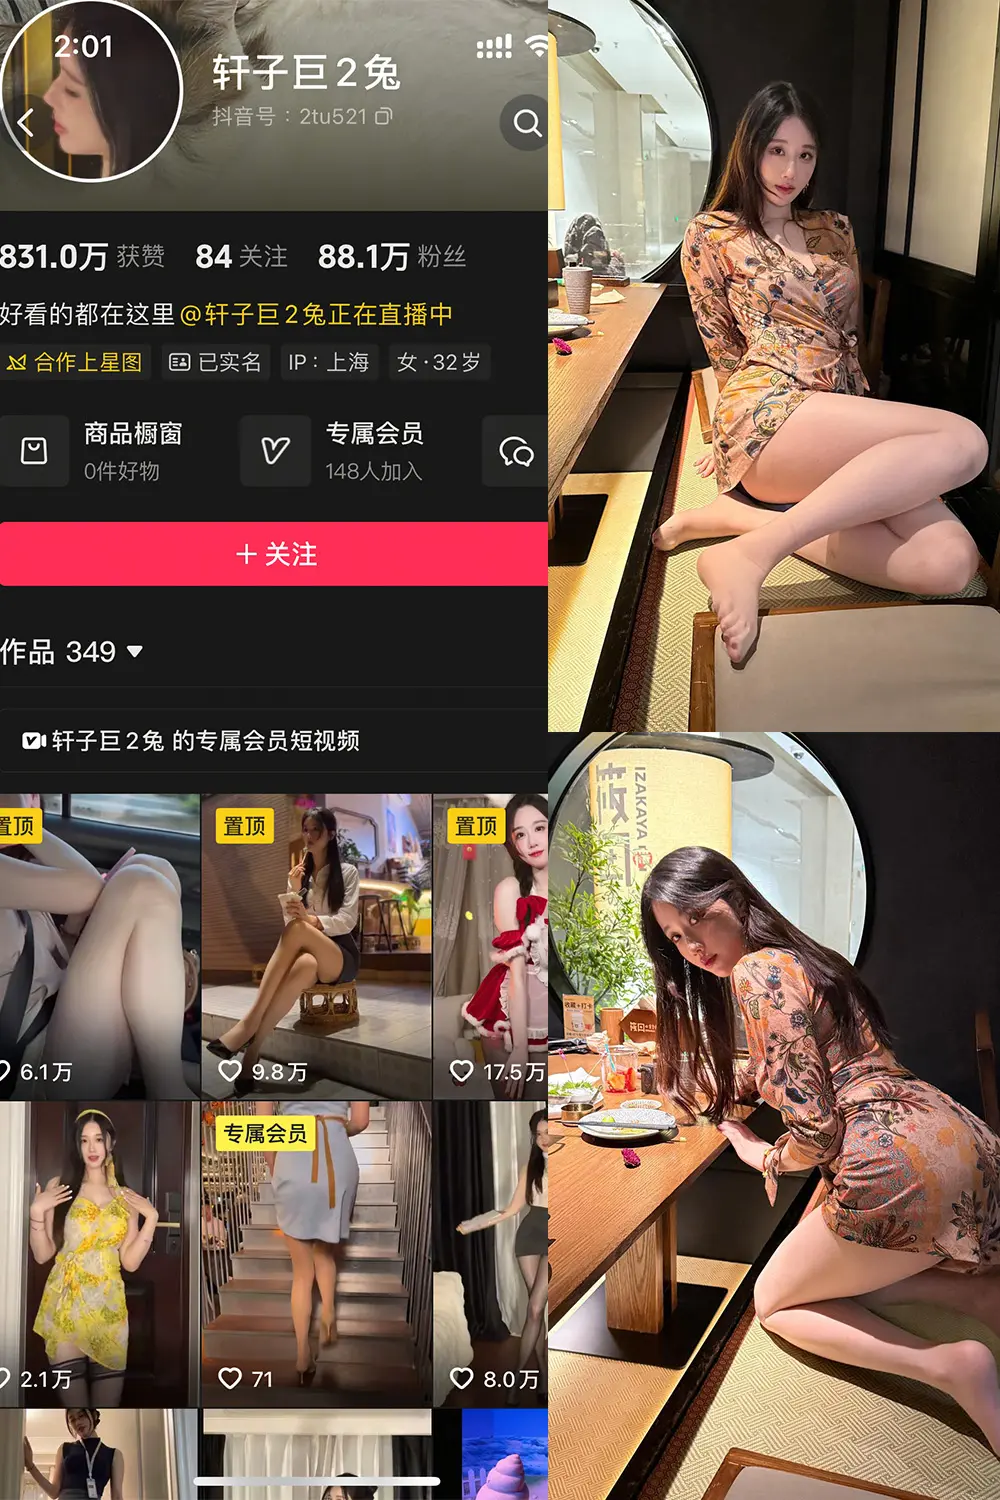 2:01
轩子巨2兔
抖音号：2tu521
831.0万 获赞 84 关注 88.1万 粉丝
好看的都在这里@轩子巨2兔正在直播中
合作上星图 已实名 IP：上海 女·32岁
商品橱窗 专属会员
0件好物 148人加入
+ 关注
作品 349
轩子巨2兔 的专属会员短视频
置顶 置顶 置顶
6.1万 9.8万 17.5万
专属会员
2.1万 71 8.0万
IZAKAYA
收藏+打卡